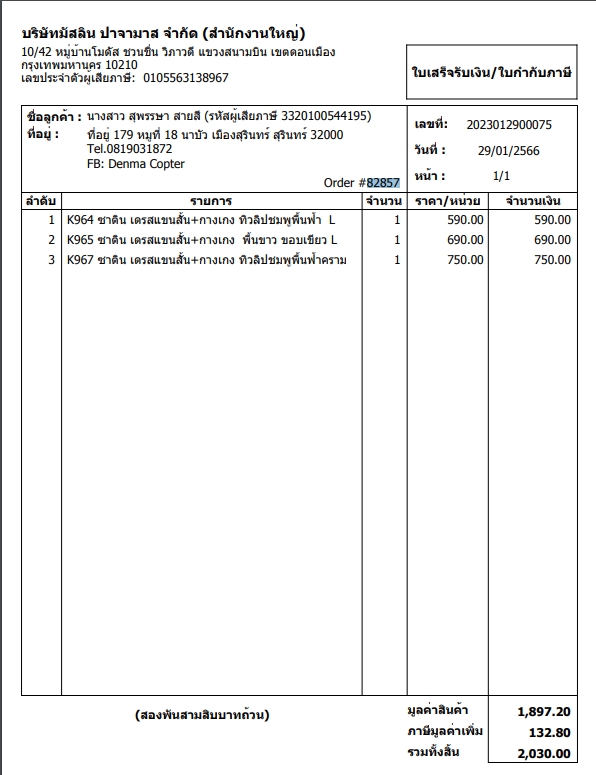 บริษัทมัสลิน ปาจามาส จำกัด (สำนักงานใหญ่)
10/42 หมู่บ้านโมดัส ชวนชื่น วิภาวดี แขวงสนามบิน เขตดอนเมือง
กรุงเทพมหานคร 10210
เลขประจำตัวผู้เสียภาษี: 0105563138967
ใบเสร็จรับเงิน/ใบกำกับภาษี
ชื่อลูกค้า : นางสาว สุพรรษา สายสี (รหัสผู้เสียภาษี 3320100544195)
ที่อยู่ : ที่อยู่ 179 หมูที่ 18 นาบัว เมืองสุรินทร์ สุรินทร์ 32000
Tel.0819031872
FB: Denma Copter
Order #82857
เลขที่: 2023012900075
วันที่ : 29/01/2566
หน้า : 1/1
ลำดับ รายการ จำนวน ราคา/หน่วย จำนวนเงิน
1 K964 ซาติน เดรสแขนสั้น+กางเกง ทิวลิปชมพูพื้นฟ้า L 1 590.00 590.00
2 K965 ซาติน เดรสแขนสั้น+กางเกง พื้นขาว ขอบเขียว L 1 690.00 690.00
3 K967 ซาติน เดรสแขนสั้น+กางเกง ทิวลิปชมพูพื้นฟ้าคราม 1 750.00 750.00
(สองพันสามสิบบาทถ้วน)
มูลค่าสินค้า 1,897.20
ภาษีมูลค่าเพิ่ม 132.80
รวมทั้งสิ้น 2,030.00